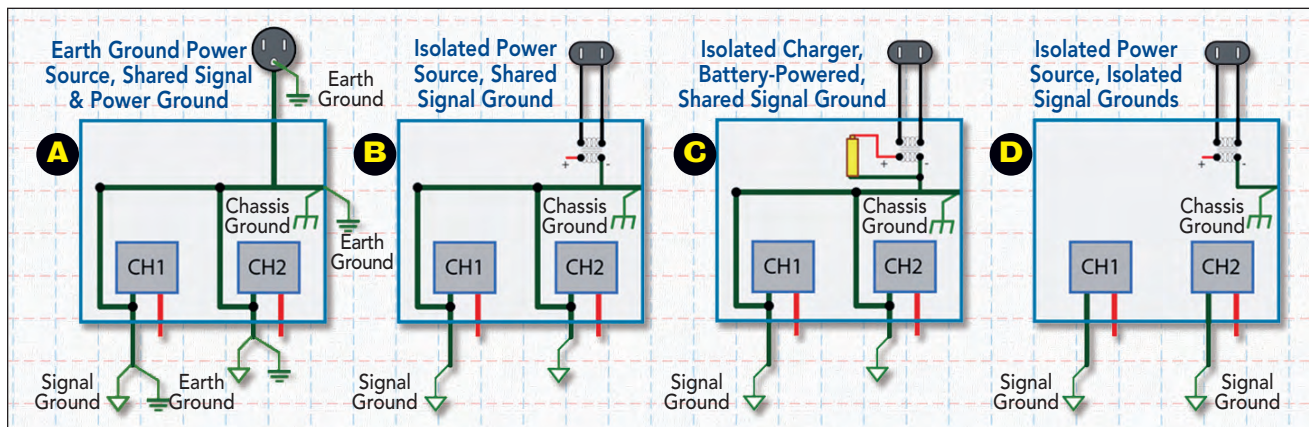 Earth Ground Power
Source, Shared Signal
& Power Ground
Earth
Ground
A
Chassis
Ground
Earth
Ground
CH1
CH2
Signal
Ground
Earth
Ground
Isolated Power
Source, Shared
Signal Ground
B
+
-
Chassis
Ground
CH1
CH2
Signal
Ground
Isolated Charger,
Battery-Powered,
Shared Signal Ground
C
+
-
Chassis
Ground
CH1
CH2
Signal
Ground
Isolated Power
Source, Isolated
Signal Grounds
D
+
-
Chassis
Ground
CH1
CH2
Signal
Ground
Signal
Ground